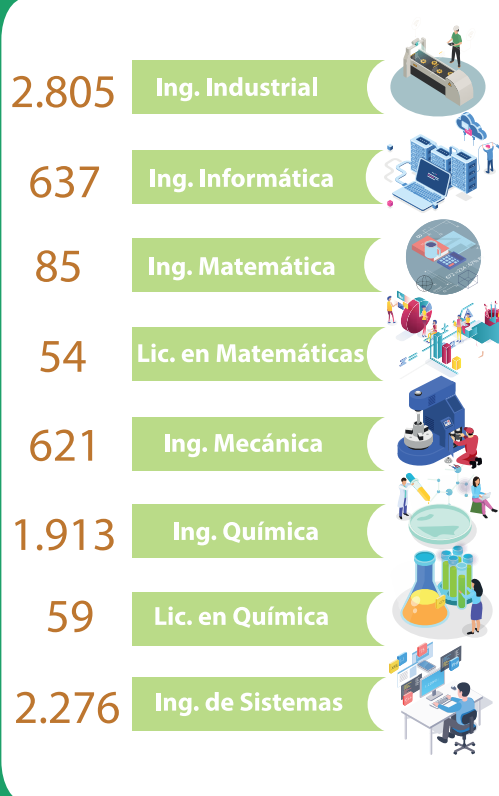 2.805 Ing. Industrial
637 Ing. Informática
85 Ing. Matemática
54 Lic. en Matemáticas
621 Ing. Mecánica
1.913 Ing. Química
59 Lic. en Química
2.276 Ing. de Sistemas